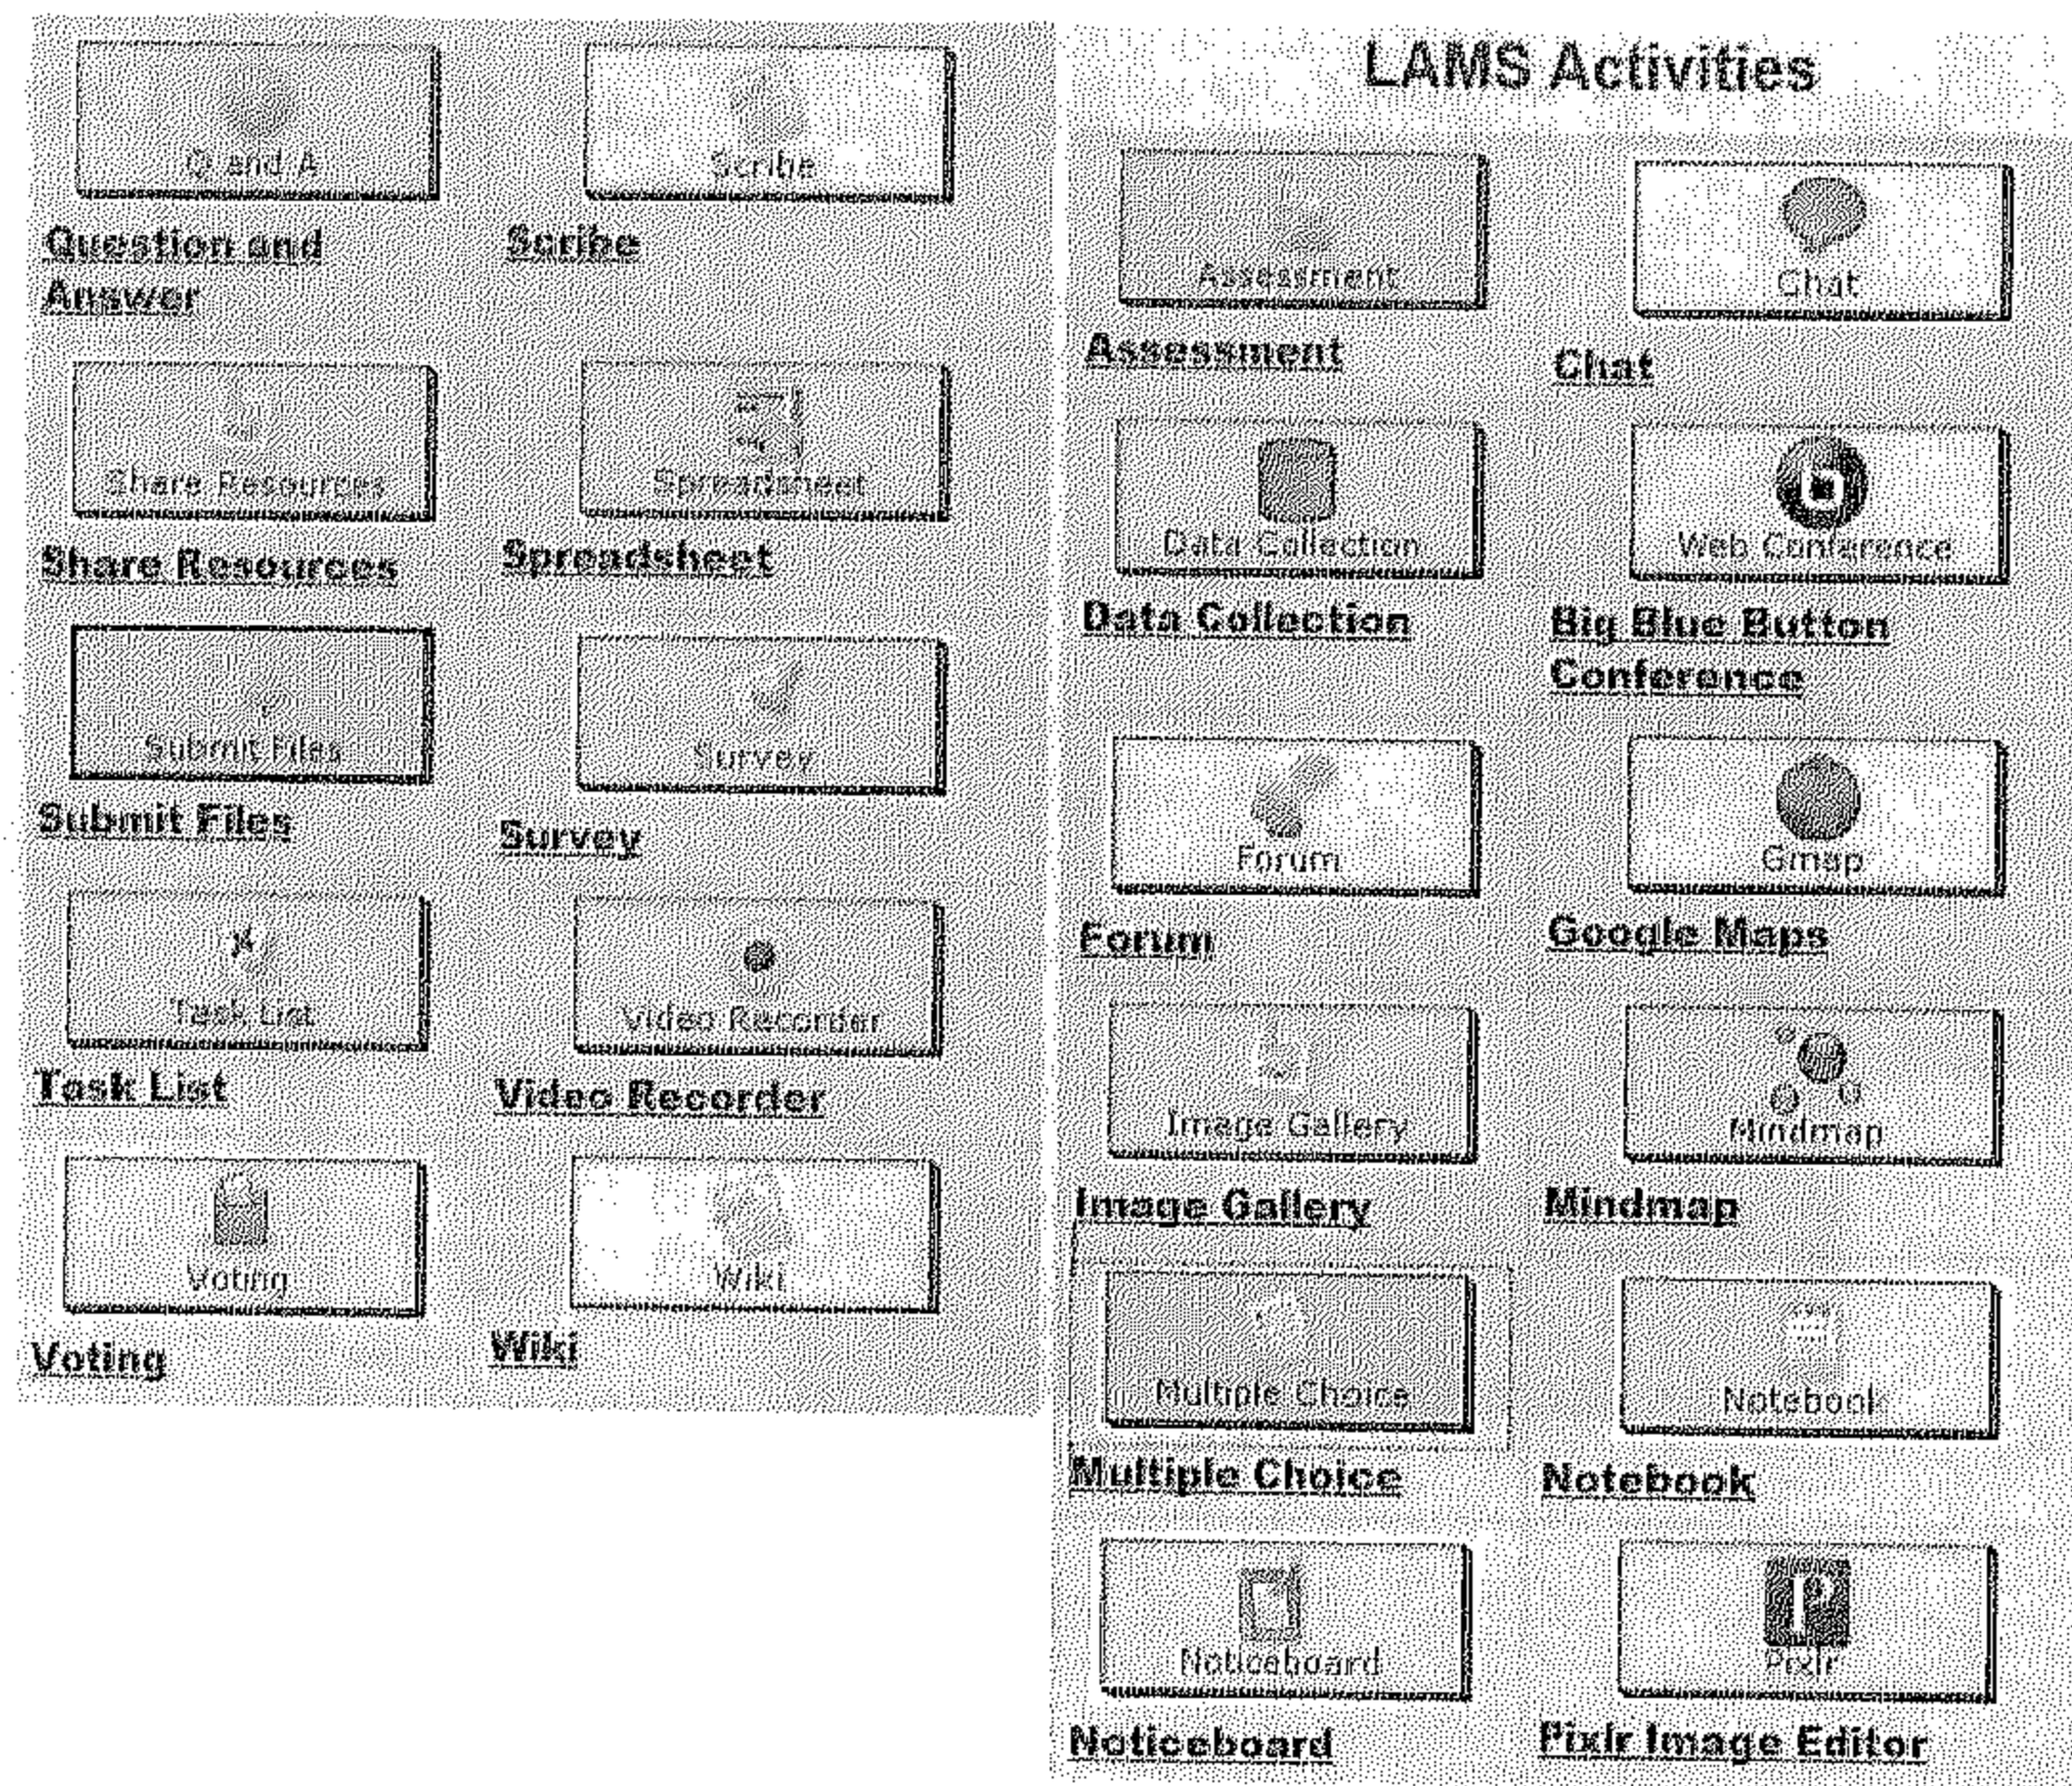 Q and A
Scribe
Question and
Answer
Scribe
Share Resources
Spreadsheet
Share Resources
Spreadsheet
Submit Files
Survey
Submit Files
Survey
Task List
Video Recorder
Task List
Video Recorder
Voting
Wiki
Voting
Wiki
LAMS Activities
Assessment
Chat
Assessment
Chat
Data Collection
Web Conference
Data Collection
Big Blue Button
Conference
Forum
Gmap
Forum
Google Maps
Image Gallery
Mindmap
Image Gallery
Mindmap
Multiple Choice
Notebook
Multiple Choice
Notebook
Noticeboard
Pixlr
Noticeboard
Pixlr Image Editor